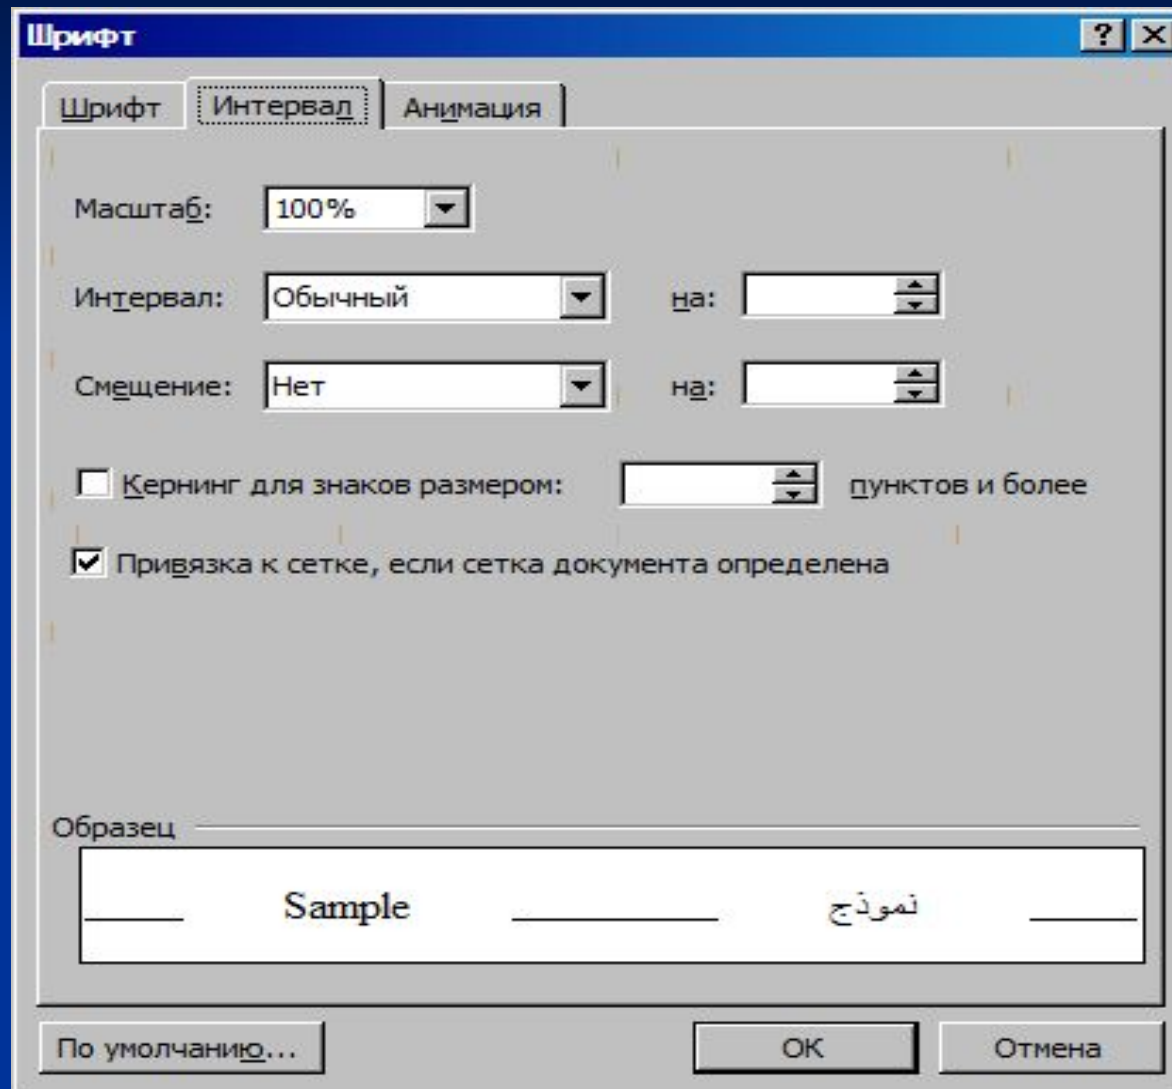 Шрифт
Шрифт Интервал Анимация
Масштаб: 100%
Интервал: Обычный на:
Смещение: Нет на:
Кернинг для знаков размером: пунктов и более
Привязка к сетке, если сетка документа определена
Образец
Sample نموذج
По умолчанию... ОК Отмена